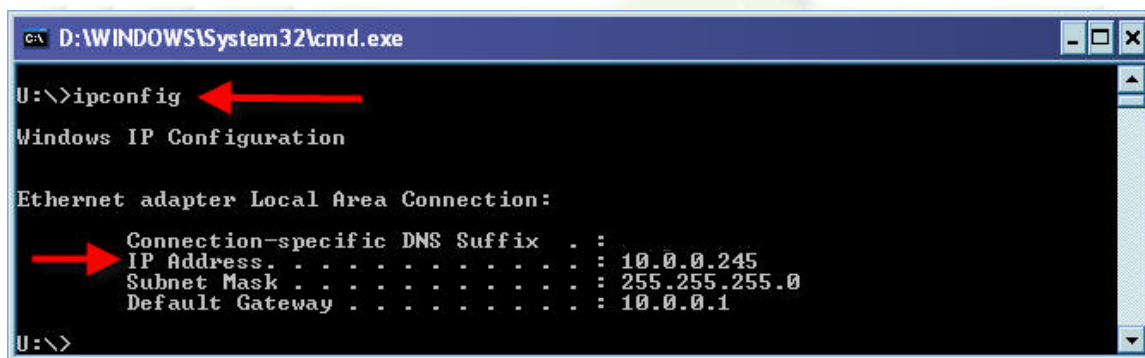 D:\WINDOWS\System32\cmd.exe
U:\>ipconfig
Windows IP Configuration
Ethernet adapter Local Area Connection:
Connection-specific DNS Suffix . :
IP Address. . . . . . . . . . . . : 10.0.0.245
Subnet Mask . . . . . . . . . . . : 255.255.255.0
Default Gateway . . . . . . . . . : 10.0.0.1
U:\>